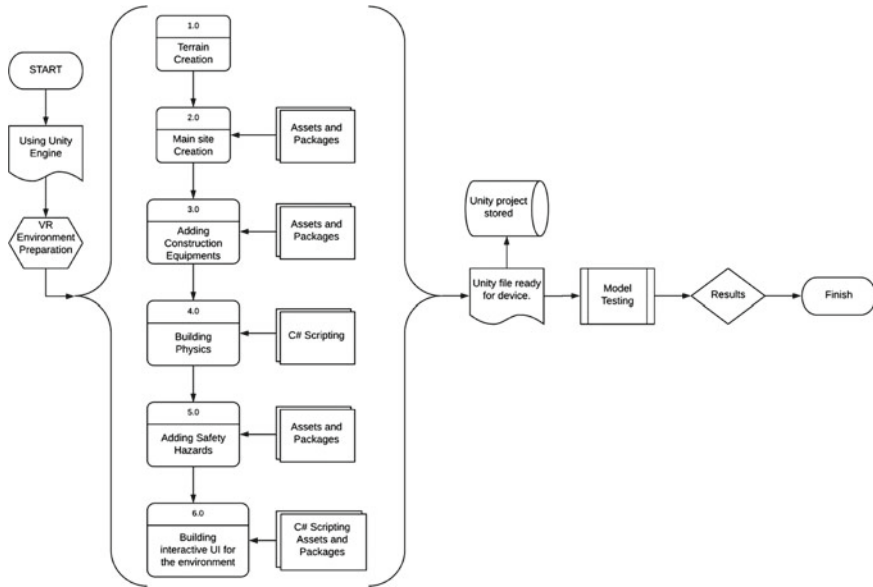 START
Using Unity
Engine
VR
Environment
Preparation
1.0
Terrain
Creation
2.0
Main site
Creation
Assets and
Packages
3.0
Adding
Construction
Equipments
Assets and
Packages
4.0
Building
Physics
C# Scripting
5.0
Adding Safety
Hazards
Assets and
Packages
6.0
Building
interactive UI for
the environment
C# Scripting
Assets and
Packages
Unity project
stored
Unity file ready
for device.
Model
Testing
Results
Finish